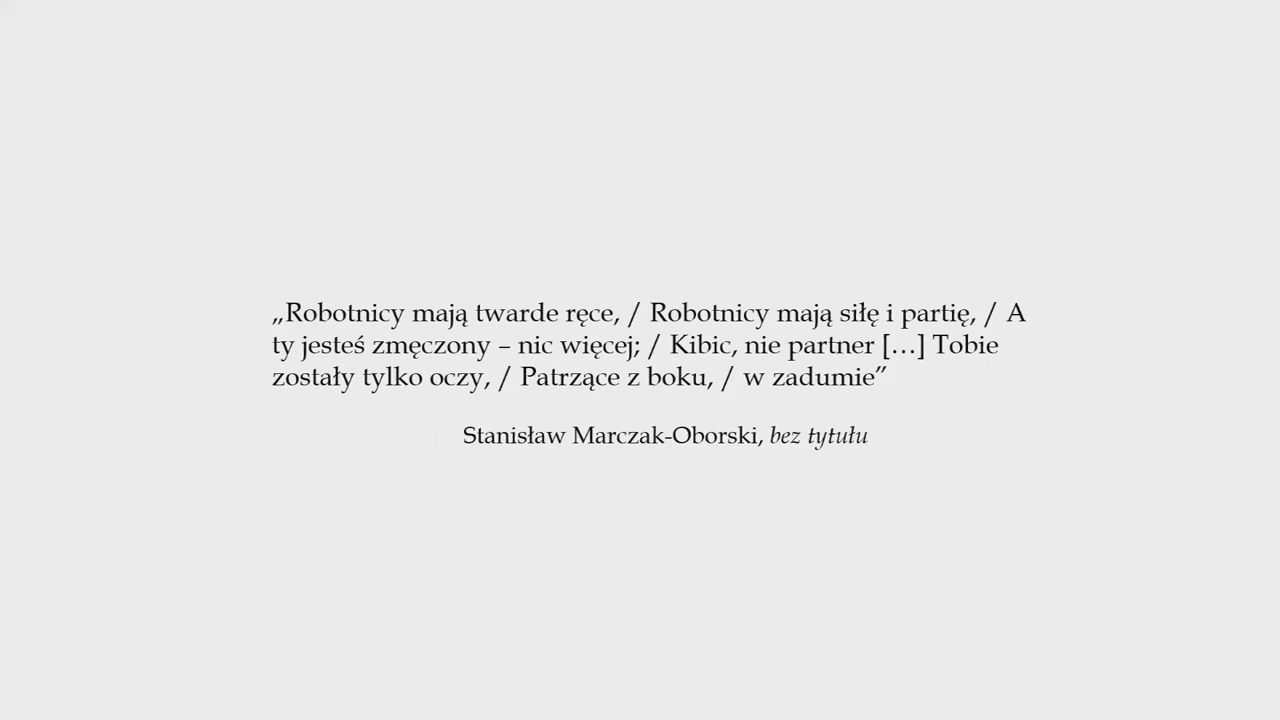 „Robotnicy mają twarde ręce, / Robotnicy mają siłę i partię, / A
ty jesteś zmęczony – nic więcej; / Kibic, nie partner […] Tobie
zostały tylko oczy, / Patrzące z boku, / w zadumie”
Stanisław Marczak-Oborski, bez tytułu